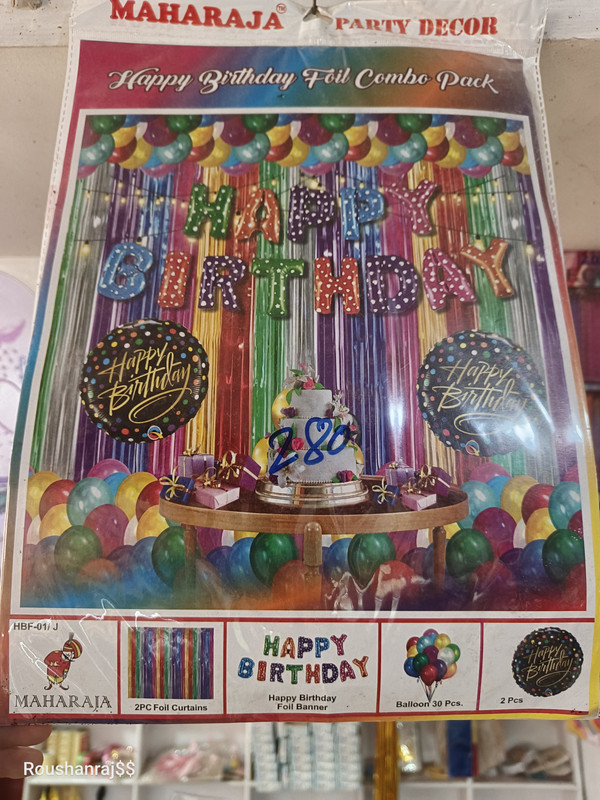 MAHARAJA™ PARTY DECOR
Happy Birthday Foil Combo Pack
HAPPY
BIRTHDAY
Happy
Birthday
Happy
Birthday
280
HBF-01/J
MAHARAJA
2PC Foil Curtains
HAPPY
BIRTHDAY
Happy Birthday
Foil Banner
Balloon 30 Pcs.
Happy
Birthday
2 Pcs
Roushanraj$$